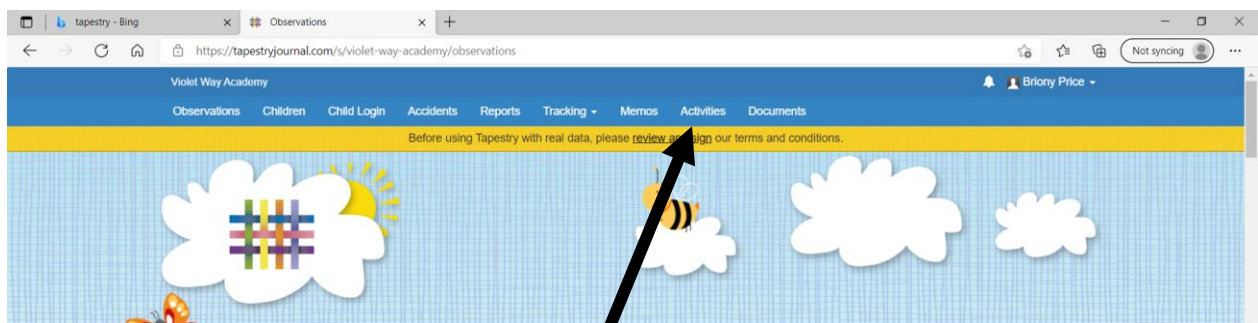 tapestry - Bing
Observations
https://tapestryjournal.com/s/violet-way-academy/observations
Not syncing
Violet Way Academy
Briony Price
Observations Children Child Login Accidents Reports Tracking Memos Activities Documents
Before using Tapestry with real data, please review and sign our terms and conditions.